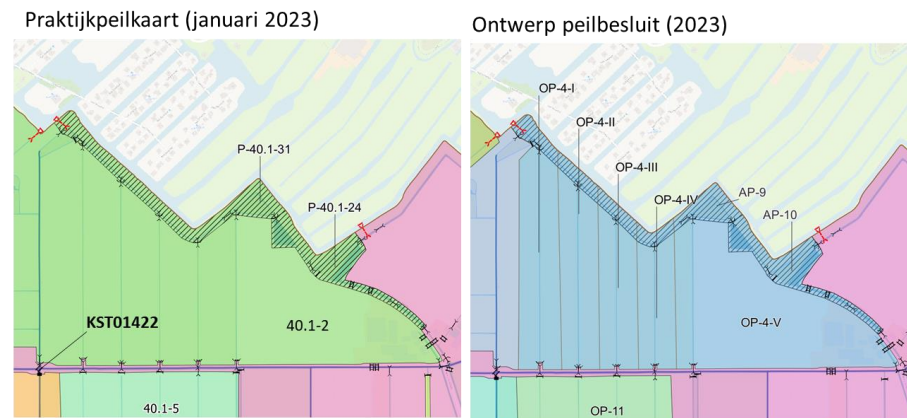 Praktijkpeilkaart (januari 2023)
P-40.1-31
P-40.1-24
KST01422
40.1-2
40.1-5
Ontwerp peilbesluit (2023)
OP-4-I
OP-4-II
OP-4-III
OP-4-IV
AP-9
AP-10
OP-4-V
OP-11